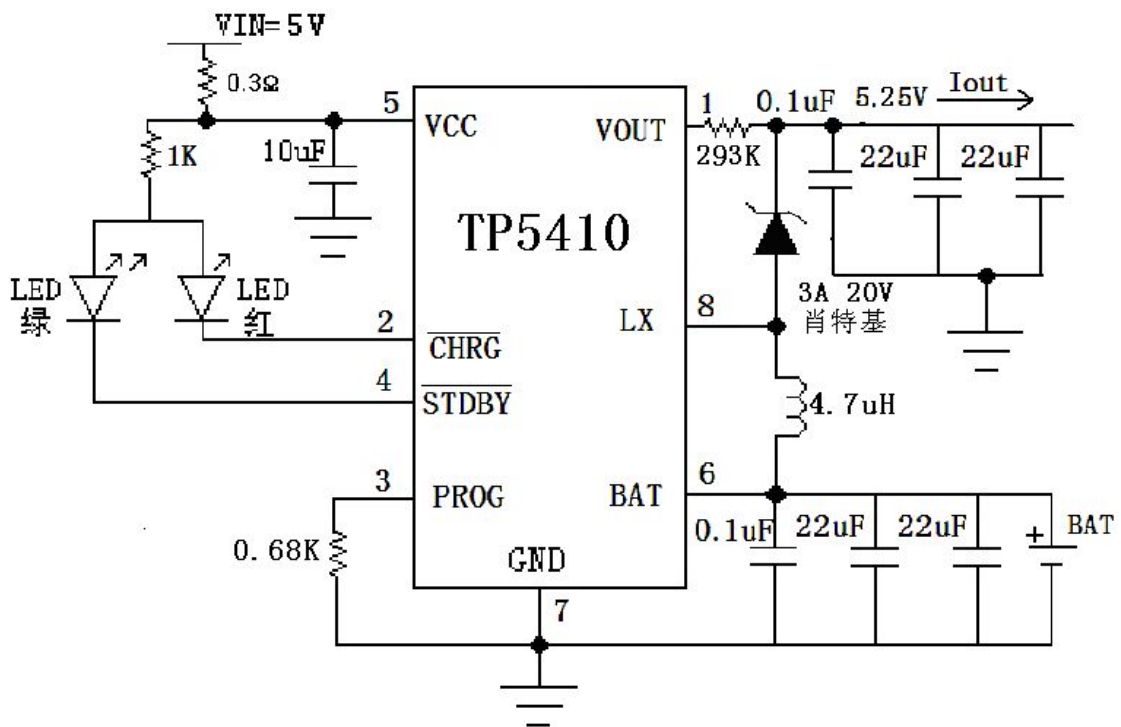 VIN=5V
0.3Ω
1K
10uF
LED
绿
LED
红
5
VCC
2
CHRG
4
STDBY
3
PROG
0.68K
TP5410
GND
7
1
VOUT
293K
0.1uF
5.25V
Iout
22uF
22uF
3A 20V
肖特基
8
LX
4.7uH
6
BAT
0.1uF
22uF
22uF
+
BAT